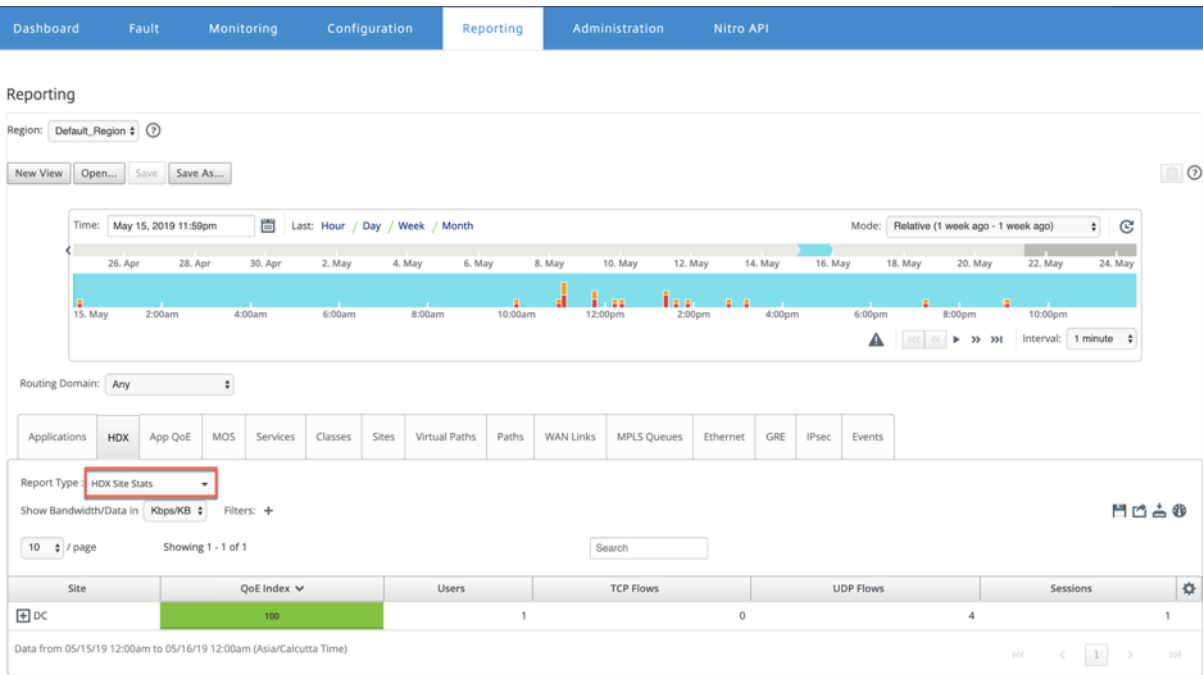 Dashboard Fault Monitoring Configuration Reporting Administration Nitro API
Reporting
Region: Default_Region ?
New View Open... Save Save As... ?
Time: May 15, 2019 11:59pm Last: Hour / Day / Week / Month Mode: Relative (1 week ago - 1 week ago)
26. Apr 28. Apr 30. Apr 2. May 4. May 6. May 8. May 10. May 12. May 14. May 16. May 18. May 20. May 22. May 24. May
15. May 2:00am 4:00am 6:00am 8:00am 10:00am 12:00pm 2:00pm 4:00pm 6:00pm 8:00pm 10:00pm
Interval: 1 minute
Routing Domain: Any
Applications HDX App QoE MOS Services Classes Sites Virtual Paths Paths WAN Links MPLS Queues Ethernet GRE IPsec Events
Report Type : HDX Site Stats
Show Bandwidth/Data in Kbps/KB Filters: +
10 / page Showing 1 - 1 of 1 Search
Site QoE Index Users TCP Flows UDP Flows Sessions
DC 100 1 0 4 1
Data from 05/15/19 12:00am to 05/16/19 12:00am (Asia/Calcutta Time) 1